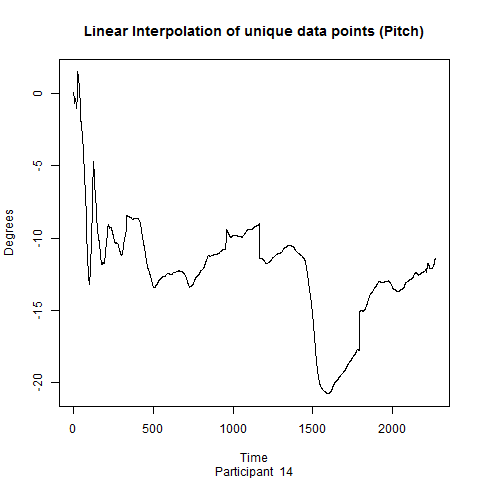 Linear Interpolation of unique data points (Pitch)
Degrees
0
-5
-10
-15
-20
0 500 1000 1500 2000
Time
Participant 14